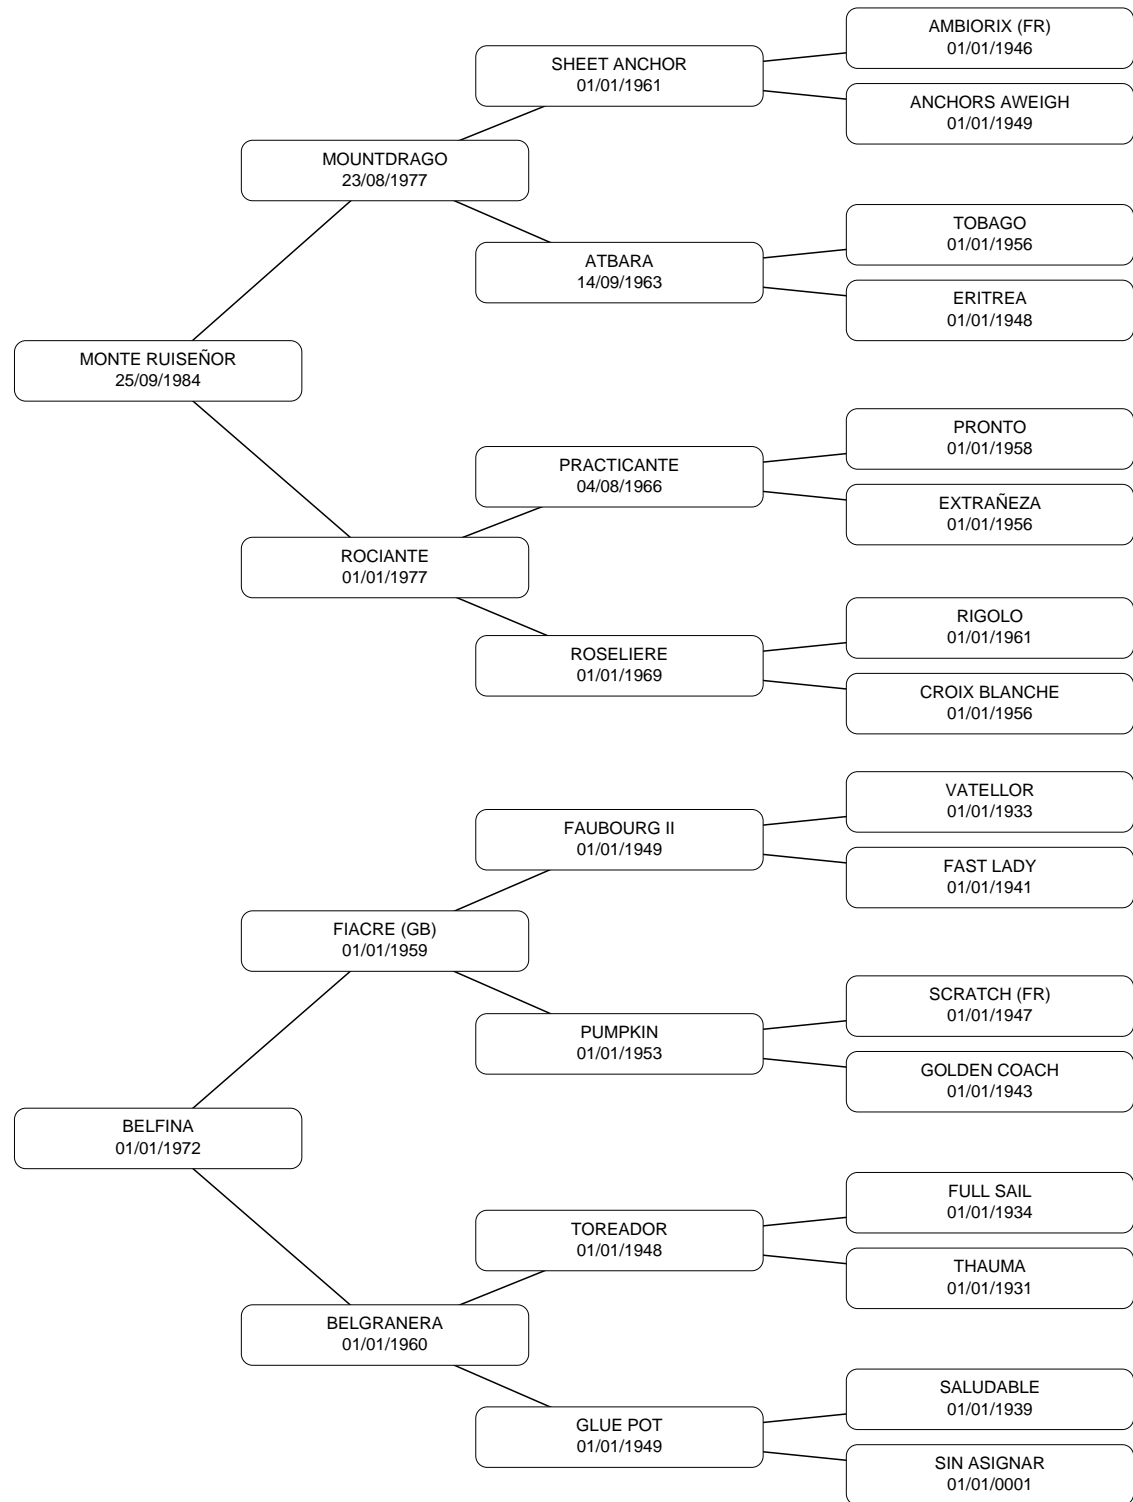 AMBIORIX (FR)
01/01/1946
SHEET ANCHOR
01/01/1961
ANCHORS AWEIGH
01/01/1949
MOUNTDRAGO
23/08/1977
TOBAGO
01/01/1956
ATBARA
14/09/1963
ERITREA
01/01/1948
MONTE RUISEÑOR
25/09/1984
PRONTO
01/01/1958
PRACTICANTE
04/08/1966
EXTRAÑEZA
01/01/1956
ROCIANTE
01/01/1977
RIGOLO
01/01/1961
ROSELIERE
01/01/1969
CROIX BLANCHE
01/01/1956
VATELLOR
01/01/1933
FAUBOURG II
01/01/1949
FAST LADY
01/01/1941
FIACRE (GB)
01/01/1959
SCRATCH (FR)
01/01/1947
PUMPKIN
01/01/1953
GOLDEN COACH
01/01/1943
BELFINA
01/01/1972
FULL SAIL
01/01/1934
TOREADOR
01/01/1948
THAUMA
01/01/1931
BELGRANERA
01/01/1960
SALUDABLE
01/01/1939
GLUE POT
01/01/1949
SIN ASIGNAR
01/01/0001